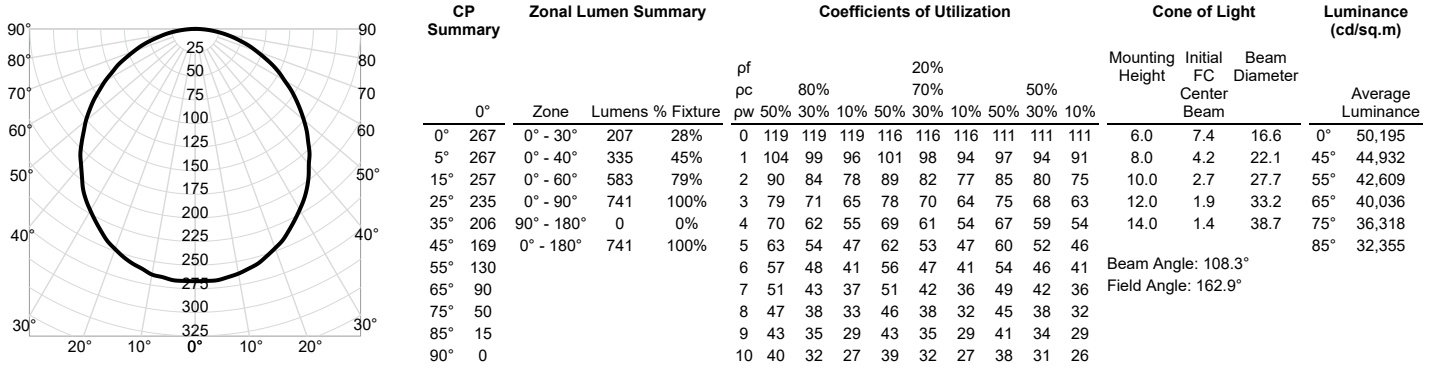 90°
80°
70°
60°
50°
40°
30°
20°
10°
0°
10°
20°
30°
40°
50°
60°
70
80
90
25
50
75
100
125
150
175
200
225
250
275
300
325
CP Summary
0°
0° 267
5° 267
15° 257
25° 235
35° 206
45° 169
55° 130
65° 90
75° 50
85° 15
90° 0
Zonal Lumen Summary
Zone Lumens % Fixture
0° - 30° 207 28%
0° - 40° 335 45%
0° - 60° 583 79%
0° - 90° 741 100%
90° - 180° 0 0%
0° - 180° 741 100%
Coefficients of Utilization
ρf 20%
ρc 80% 70% 50%
ρw 50% 30% 10% 50% 30% 10% 50% 30% 10%
0 119 119 119 116 116 116 111 111 111
1 104 99 96 101 98 94 97 94 91
2 90 84 78 89 82 77 85 80 75
3 79 71 65 78 70 64 75 68 63
4 70 62 55 69 61 54 67 59 54
5 63 54 47 62 53 47 60 52 46
6 57 48 41 56 47 41 54 46 41
7 51 43 37 51 42 36 49 42 36
8 47 38 33 46 38 32 45 38 32
9 43 35 29 43 35 29 41 34 29
10 40 32 27 39 32 27 38 31 26
Cone of Light
Mounting Height Initial FC Center Beam Beam Diameter
6.0 7.4 16.6
8.0 4.2 22.1
10.0 2.7 27.7
12.0 1.9 33.2
14.0 1.4 38.7
Beam Angle: 108.3°
Field Angle: 162.9°
Luminance
(cd/sq.m)
Average
Luminance
0° 50,195
45° 44,932
55° 42,609
65° 40,036
75° 36,318
85° 32,355